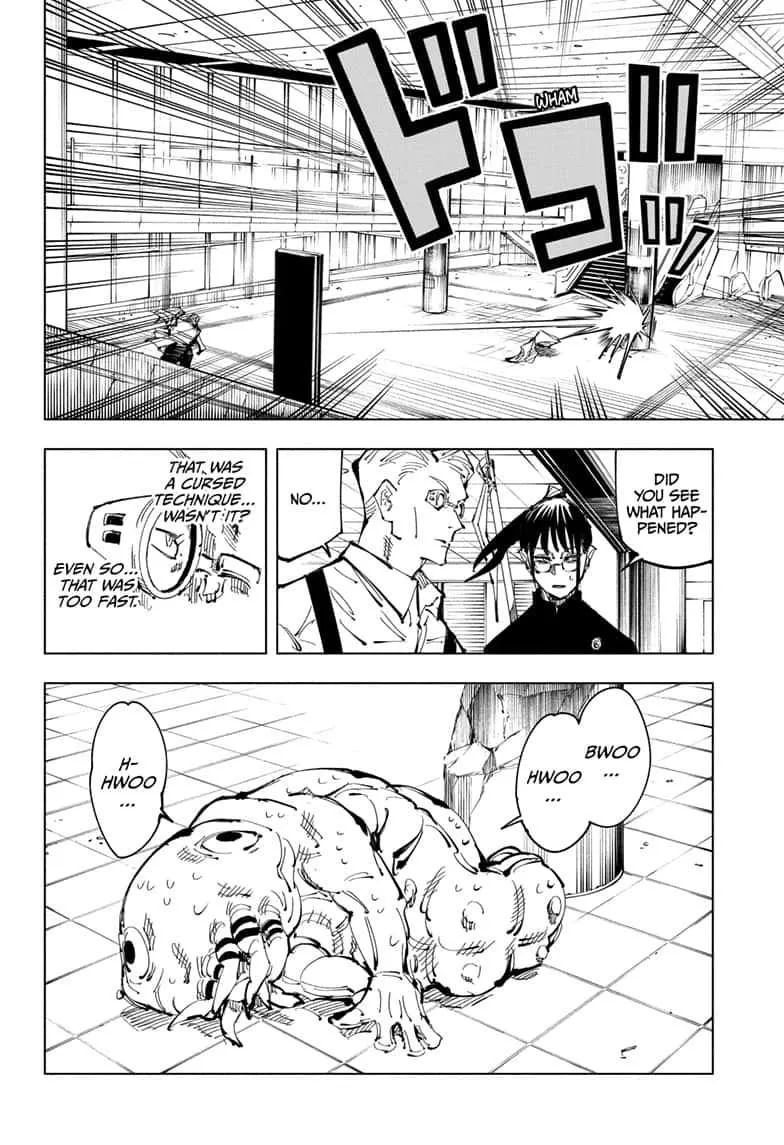 ドゴ
WHAM
DID
YOU SEE
WHAT HAP-
PENED?
NO...
THAT WAS
A CURSED
TECHNIQUE...
WASN'T IT?
EVEN SO...
THAT WAS
TOO FAST.
BWOO
...
HWOO
...
H-
HWOO
...